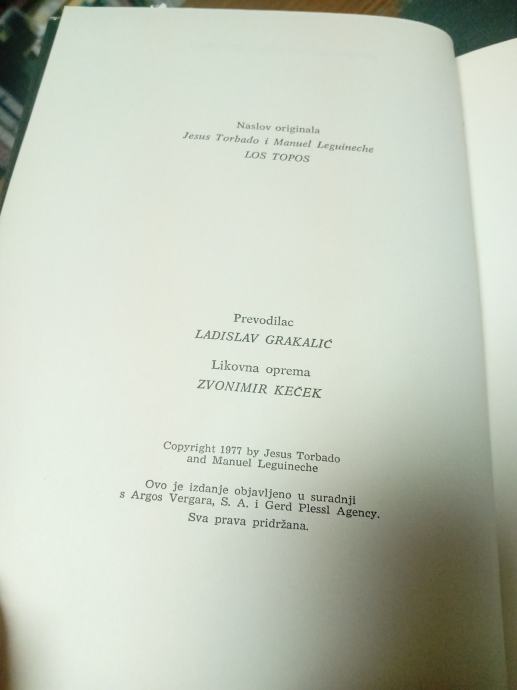 Naslov originala
Jesus Torbado i Manuel Leguineche
LOS TOPOS
Prevodilac
LADISLAV GRAKALIĆ
Likovna oprema
ZVONIMIR KEČEK
Copyright 1977 by Jesus Torbado
and Manuel Leguineche
Ovo je izdanje objavljeno u suradnji
s Argos Vergara, S. A. i Gerd Plessl Agency.
Sva prava pridržana.